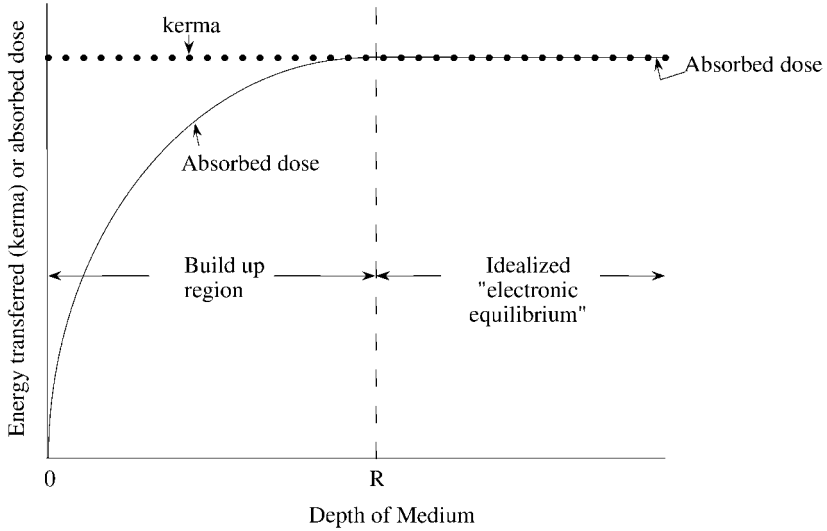 kerma
Absorbed dose
Absorbed dose
Energy transferred (kerma) or absorbed dose
Build up
region
Idealized
"electronic
equilibrium"
0
R
Depth of Medium